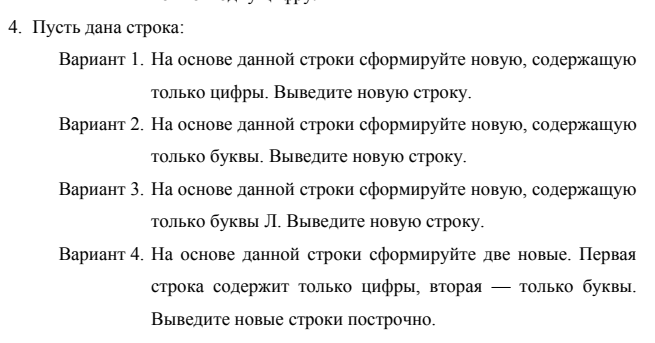 4. Пусть дана строка:
Вариант 1. На основе данной строки сформируйте новую, содержащую
только цифры. Выведите новую строку.
Вариант 2. На основе данной строки сформируйте новую, содержащую
только буквы. Выведите новую строку.
Вариант 3. На основе данной строки сформируйте новую, содержащую
только буквы Л. Выведите новую строку.
Вариант 4. На основе данной строки сформируйте две новые. Первая
строка содержит только цифры, вторая — только буквы.
Выведите новые строки построчно.